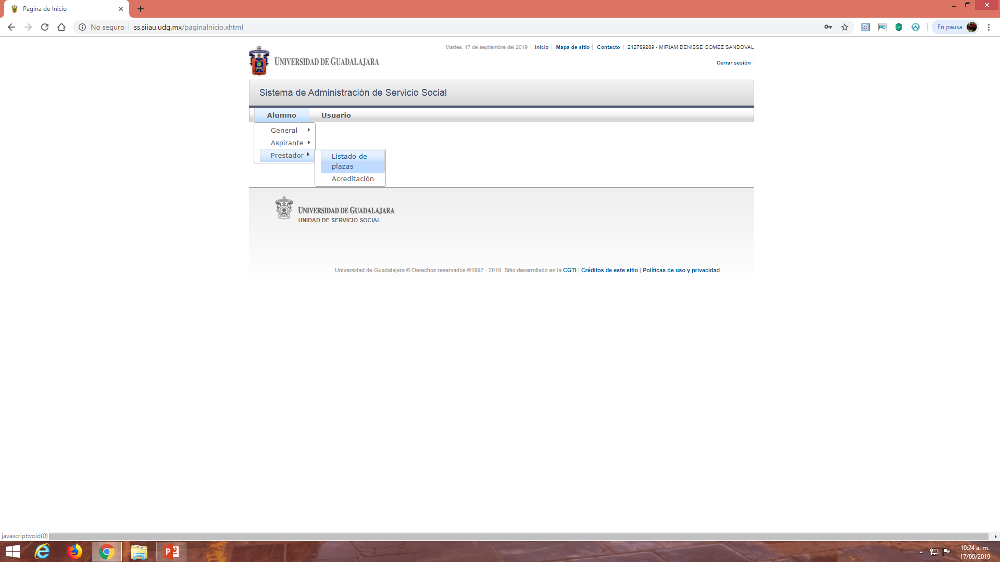 Pagina de Inicio
No seguro
ss.siiau.udg.mx/paginaInicio.xhtml
PC
En pausa
Martes, 17 de septiembre del 2019 Inicio Mapa de sitio Contacto 212789289 - MIRIAM DENISSE GOMEZ SANDOVAL
UNIVERSIDAD DE GUADALAJARA
Cerrar sesión
Sistema de Administración de Servicio Social
Alumno Usuario
General
Aspirante
Prestador
Listado de
plazas
Acreditación
UNIVERSIDAD DE GUADALAJARA
UNIDAD DE SERVICIO SOCIAL
Universidad de Guadalajara © Derechos reservados ©1997 - 2010. Sitio desarrollado en la CGTI | Créditos de este sitio | Políticas de uso y privacidad
javascript:void(0)
10:24 a. m.
17/09/2019